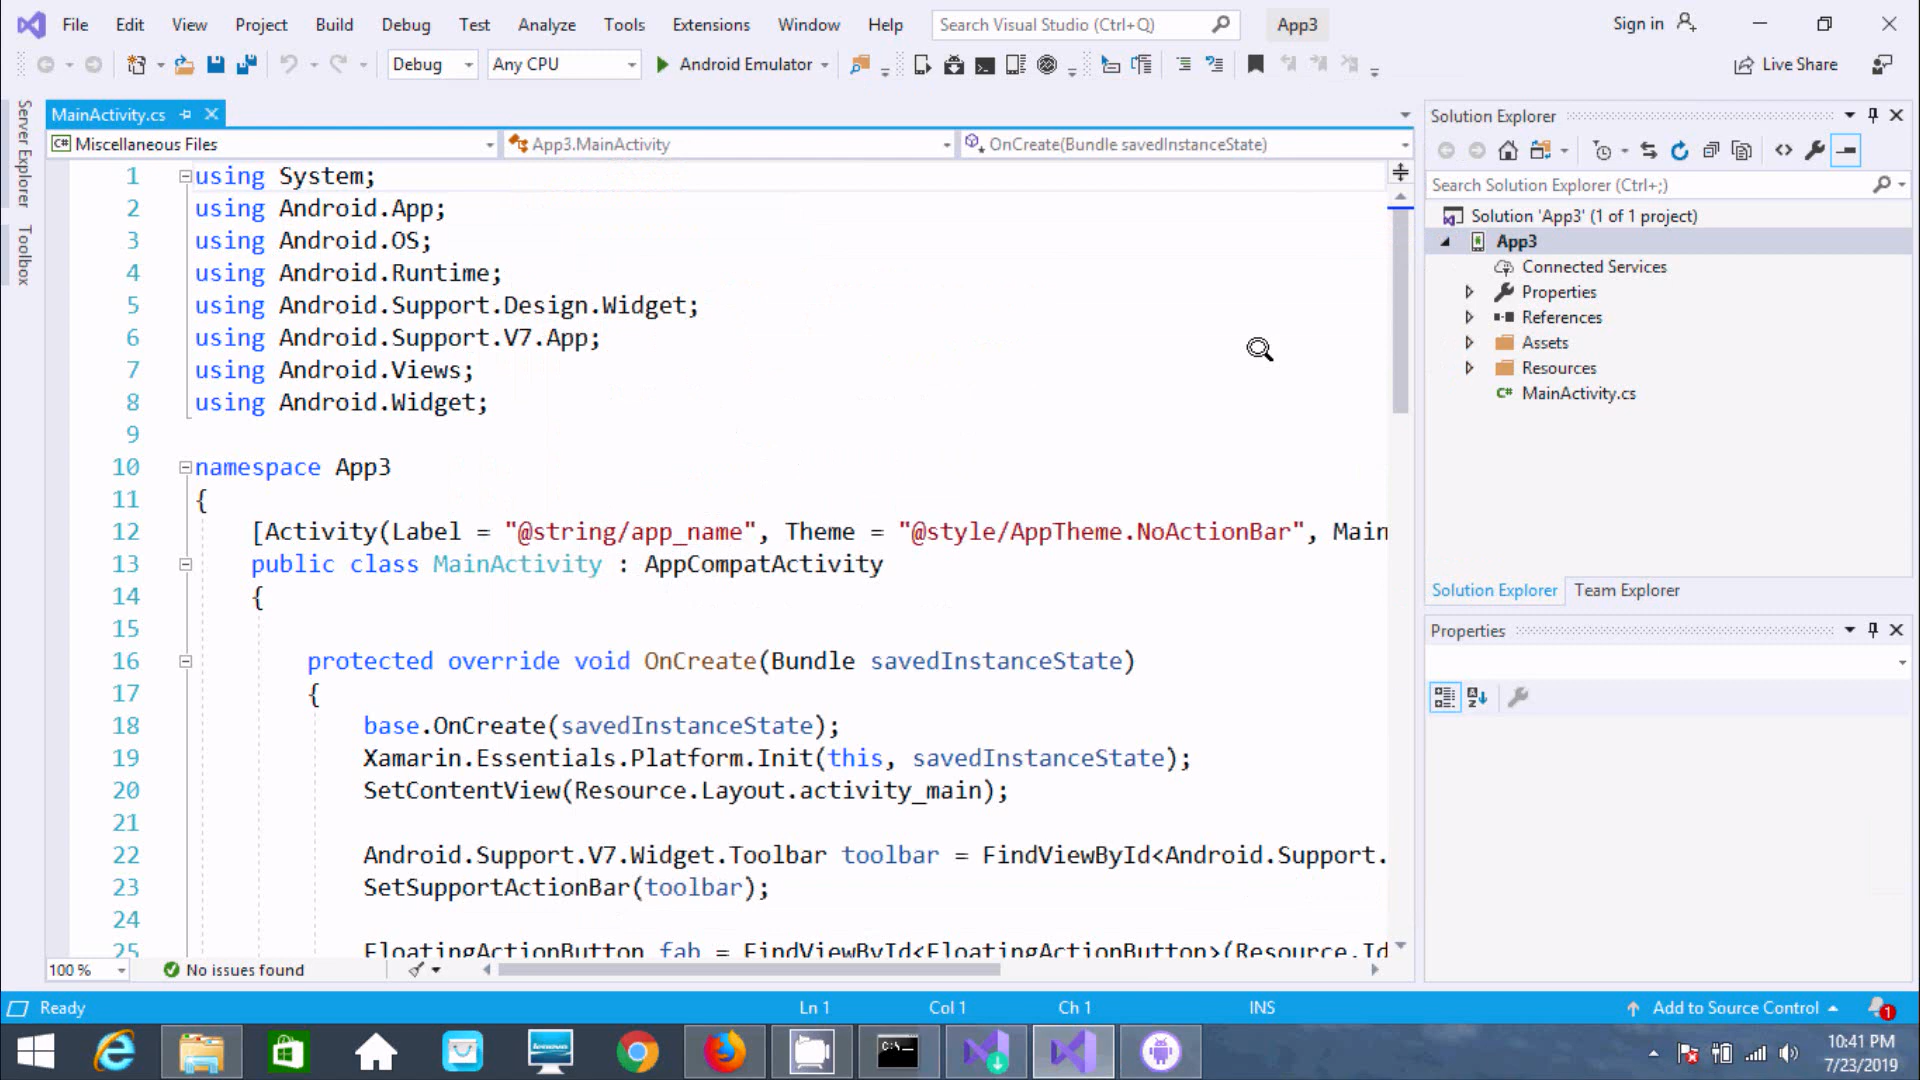 File Edit View Project Build Debug Test Analyze Tools Extensions Window Help Search Visual Studio (Ctrl+Q) App3 Sign in
Debug Any CPU Android Emulator Live Share
Server Explorer
Toolbox
MainActivity.cs
C# Miscellaneous Files App3.MainActivity OnCreate(Bundle savedInstanceState)
1 using System;
2 using Android.App;
3 using Android.OS;
4 using Android.Runtime;
5 using Android.Support.Design.Widget;
6 using Android.Support.V7.App;
7 using Android.Views;
8 using Android.Widget;
9
10 namespace App3
11 {
12 [Activity(Label = "@string/app_name", Theme = "@style/AppTheme.NoActionBar", Main
13 public class MainActivity : AppCompatActivity
14 {
15
16 protected override void OnCreate(Bundle savedInstanceState)
17 {
18 base.OnCreate(savedInstanceState);
19 Xamarin.Essentials.Platform.Init(this, savedInstanceState);
20 SetContentView(Resource.Layout.activity_main);
21
22 Android.Support.V7.Widget.Toolbar toolbar = FindViewById<Android.Support.
23 SetSupportActionBar(toolbar);
24
25 FloatingActionButton fab = FindViewById<FloatingActionButton>(Resource.Id
100 % No issues found
Solution Explorer
Search Solution Explorer (Ctrl+;)
Solution 'App3' (1 of 1 project)
App3
Connected Services
Properties
References
Assets
Resources
C# MainActivity.cs
Solution Explorer Team Explorer
Properties
Ready Ln 1 Col 1 Ch 1 INS Add to Source Control 1
10:41 PM
7/23/2019